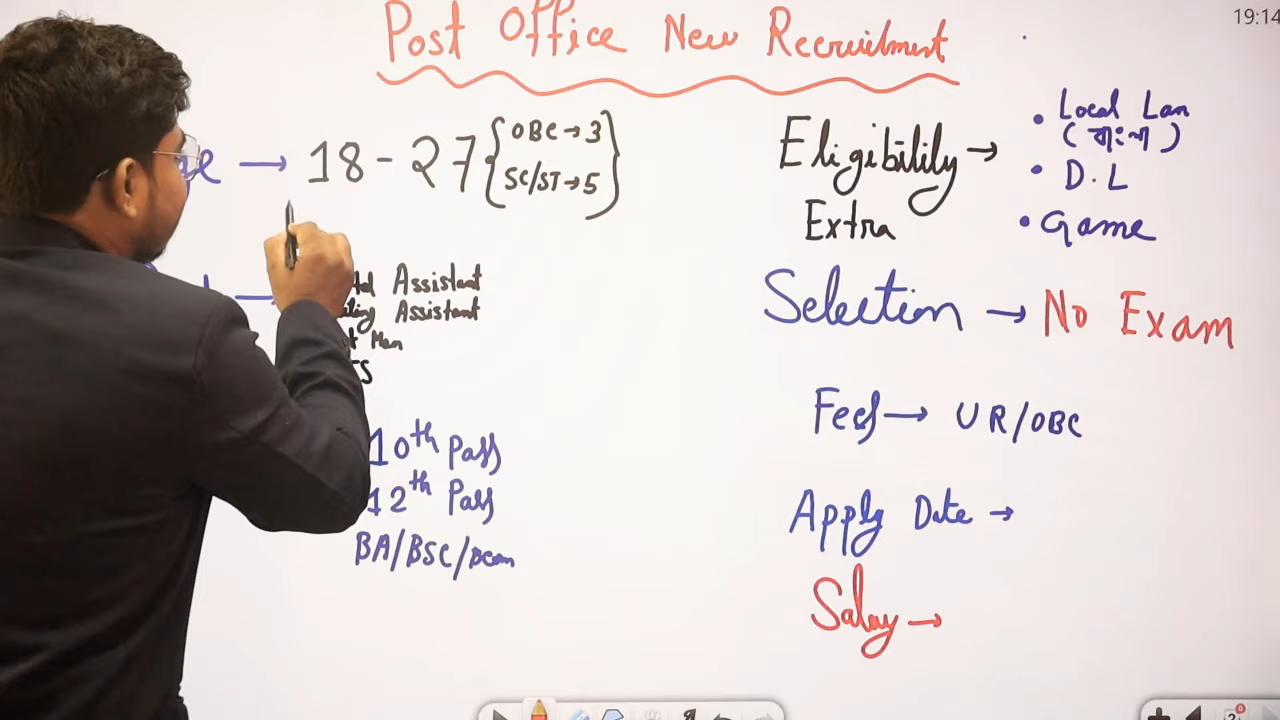 Post Office New Recruitment
19:14
→ 18 - 27 { OBC → 3
SC/ST → 5 }
Assistant
Assistant
Man
10th Pass
12th Pass
BA/BSC/Bcom
Eligibility →
Extra
• Local Lan
(বাংলা)
• D.L
• Game
Selection → No Exam
Fees → UR/OBC
Apply Date →
Salary →